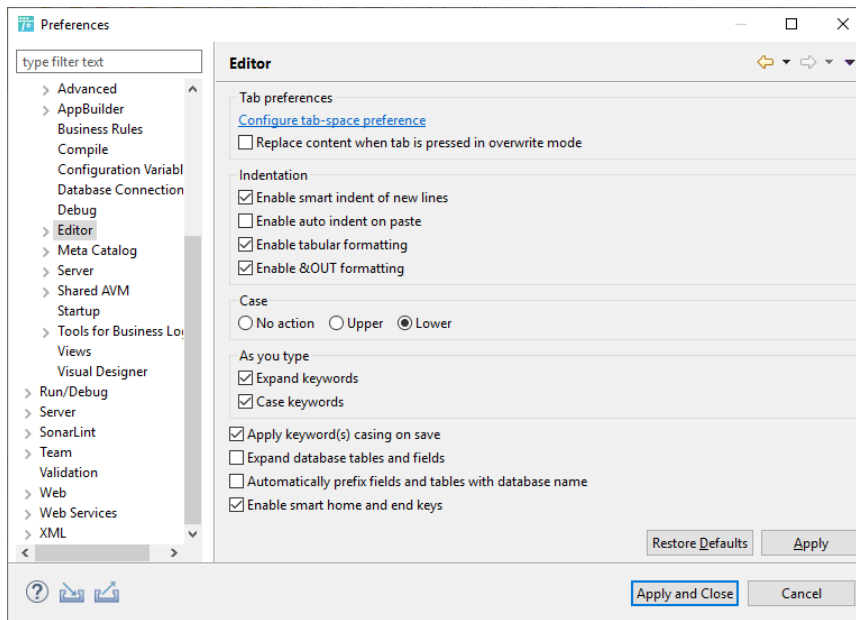 Preferences
type filter text
Advanced
AppBuilder
Business Rules
Compile
Configuration Variabl
Database Connection
Debug
Editor
Meta Catalog
Server
Shared AVM
Startup
Tools for Business Lo
Views
Visual Designer
Run/Debug
Server
SonarLint
Team
Validation
Web
Web Services
XML
Editor
Tab preferences
Configure tab-space preference
Replace content when tab is pressed in overwrite mode
Indentation
Enable smart indent of new lines
Enable auto indent on paste
Enable tabular formatting
Enable &OUT formatting
Case
No action Upper Lower
As you type
Expand keywords
Case keywords
Apply keyword(s) casing on save
Expand database tables and fields
Automatically prefix fields and tables with database name
Enable smart home and end keys
Restore Defaults Apply
? Apply and Close Cancel